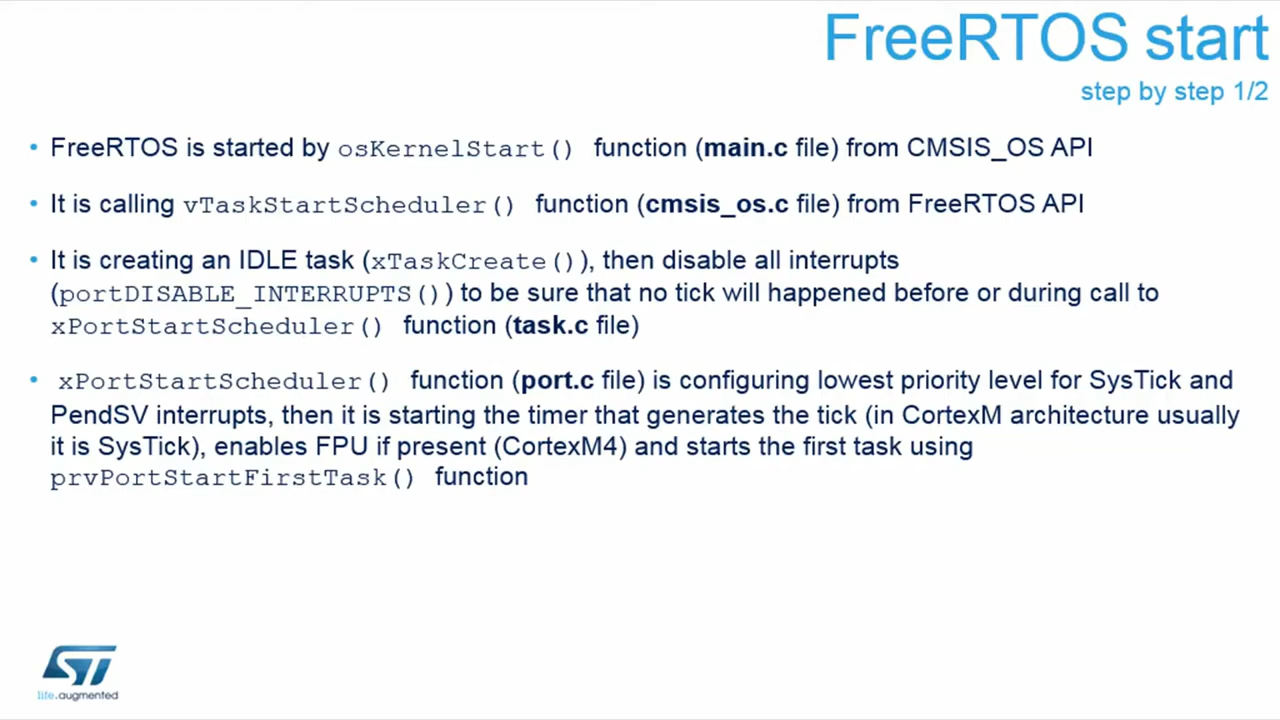 FreeRTOS start
step by step 1/2
• FreeRTOS is started by osKernelStart() function (main.c file) from CMSIS_OS API
• It is calling vTaskStartScheduler() function (cmsis_os.c file) from FreeRTOS API
• It is creating an IDLE task (xTaskCreate()), then disable all interrupts
(portDISABLE_INTERRUPTS()) to be sure that no tick will happened before or during call to
xPortStartScheduler() function (task.c file)
• xPortStartScheduler() function (port.c file) is configuring lowest priority level for SysTick and
PendSV interrupts, then it is starting the timer that generates the tick (in CortexM architecture usually
it is SysTick), enables FPU if present (CortexM4) and starts the first task using
prvPortStartFirstTask() function
ST
life.augmented